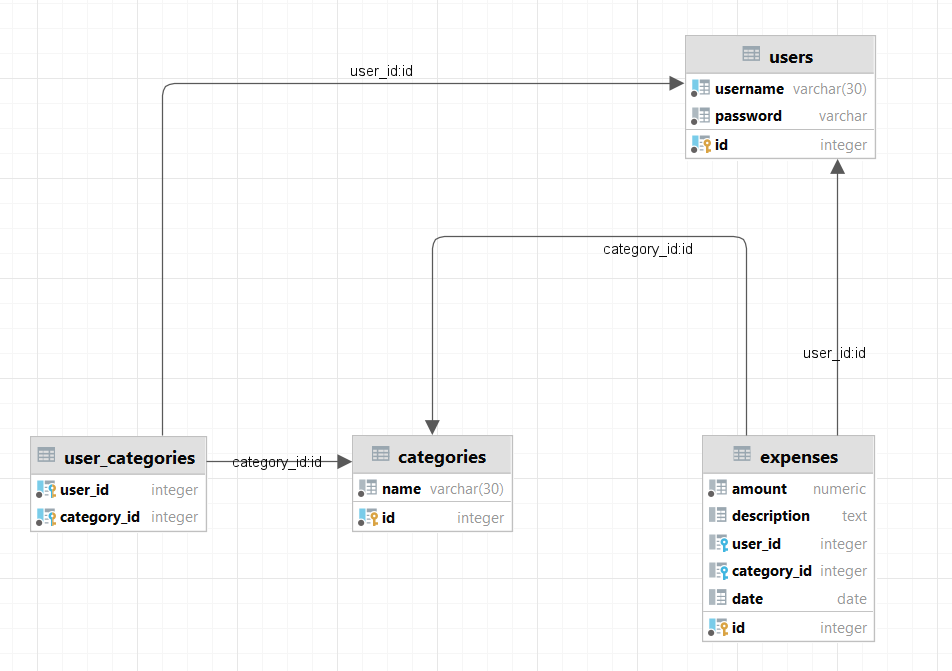 users
username varchar(30)
password varchar
id integer
user_id:id
category_id:id
user_id:id
user_categories
user_id integer
category_id integer
category_id:id
categories
name varchar(30)
id integer
expenses
amount numeric
description text
user_id integer
category_id integer
date date
id integer